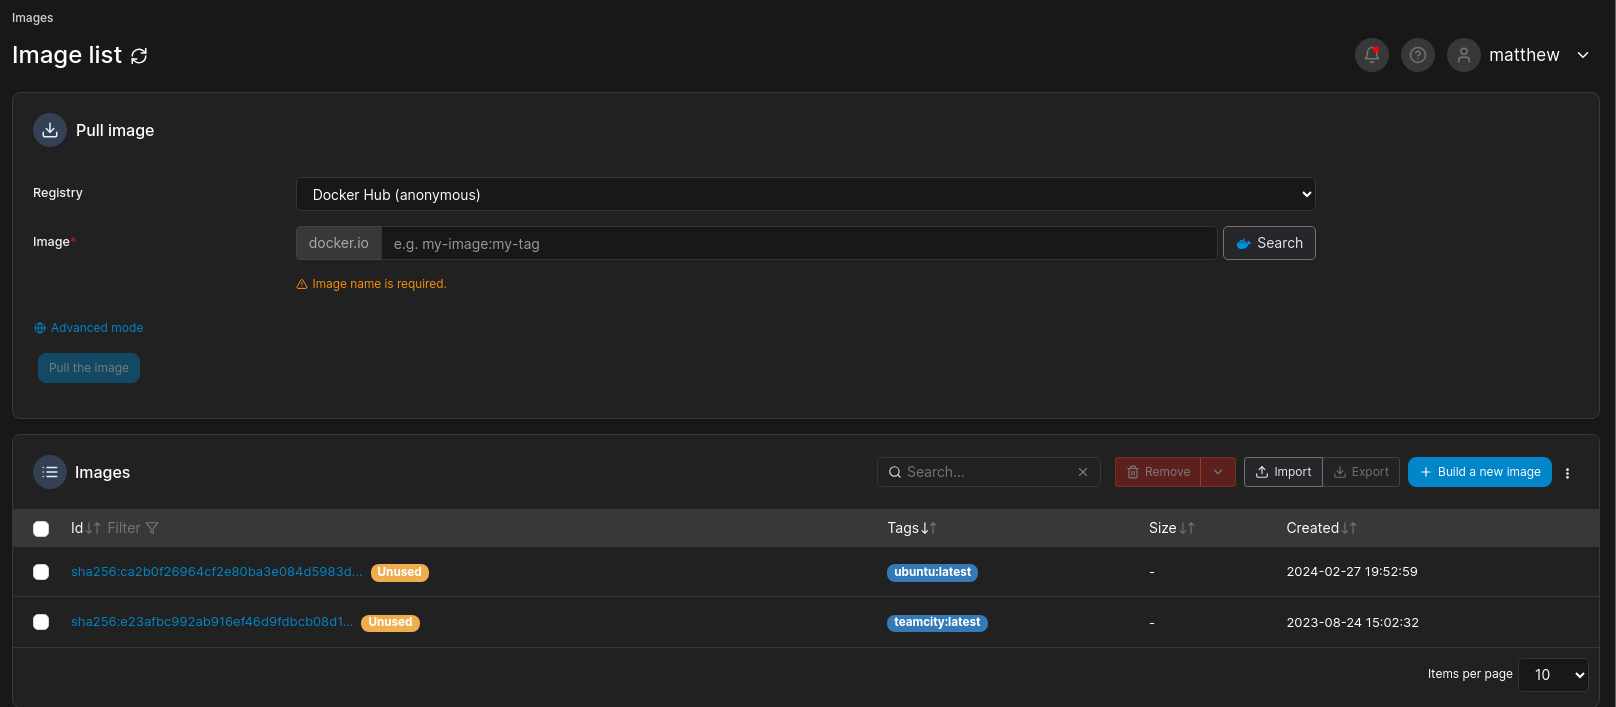 Images
Image list
matthew
Pull image
Registry
Docker Hub (anonymous)
Image*
docker.io
e.g. my-image:my-tag
Search
Image name is required.
Advanced mode
Pull the image
Images
Search...
Remove
Import
Export
Build a new image
Id Filter Tags Size Created
sha256:ca2b0f26964cf2e80ba3e084d5983d... Unused ubuntu:latest - 2024-02-27 19:52:59
sha256:e23afbc992ab916ef46d9fdbcb08d1... Unused teamcity:latest - 2023-08-24 15:02:32
Items per page 10